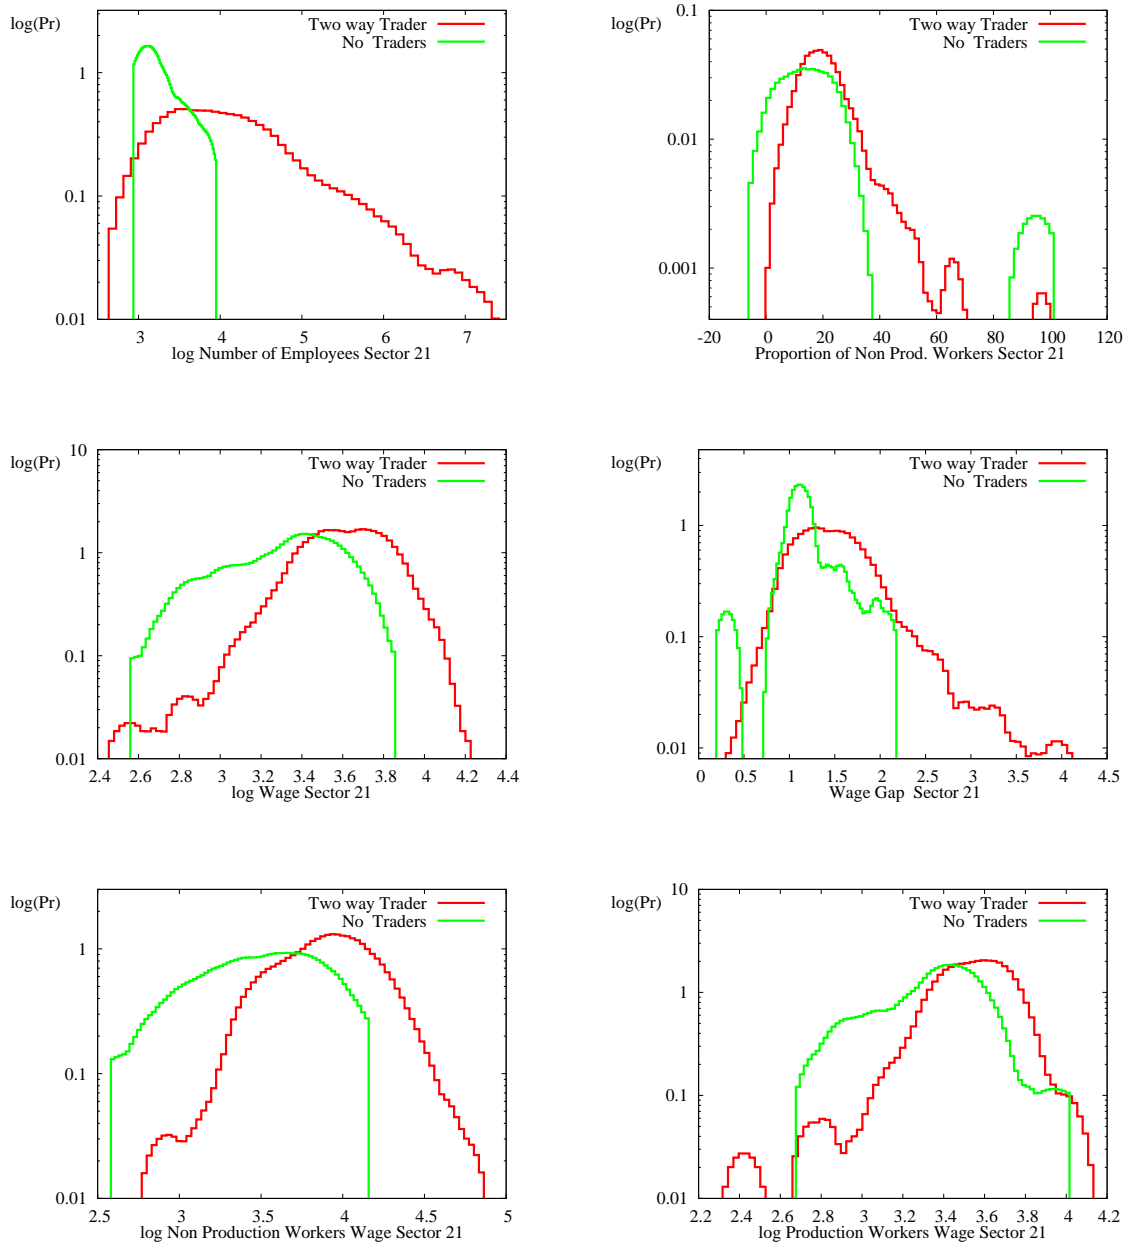 log(Pr)
Two way Trader
No Traders
1
0.1
0.01
3 4 5 6 7
log Number of Employees Sector 21
log(Pr)
Two way Trader
No Traders
0.1
0.01
0.001
-20 0 20 40 60 80 100 120
Proportion of Non Prod. Workers Sector 21
log(Pr)
Two way Trader
No Traders
10
1
0.1
0.01
2.4 2.6 2.8 3 3.2 3.4 3.6 3.8 4 4.2 4.4
log Wage Sector 21
log(Pr)
Two way Trader
No Traders
1
0.1
0.01
0 0.5 1 1.5 2 2.5 3 3.5 4 4.5
Wage Gap Sector 21
log(Pr)
Two way Trader
No Traders
1
0.1
0.01
2.5 3 3.5 4 4.5 5
log Non Production Workers Wage Sector 21
log(Pr)
Two way Trader
No Traders
10
1
0.1
0.01
2.2 2.4 2.6 2.8 3 3.2 3.4 3.6 3.8 4 4.2
log Production Workers Wage Sector 21